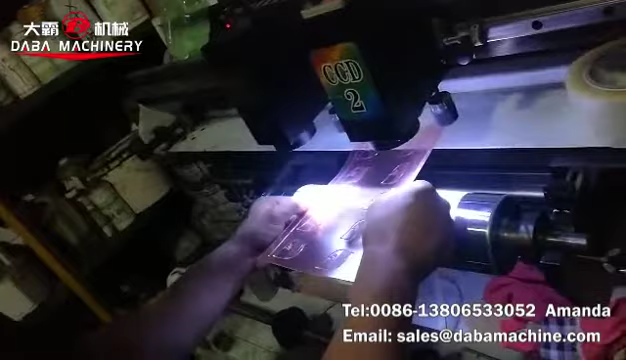 大霸机械
DABA MACHINERY
CCD
2
Tel:0086-13806533052 Amanda
Email: sales@dabamachine.com